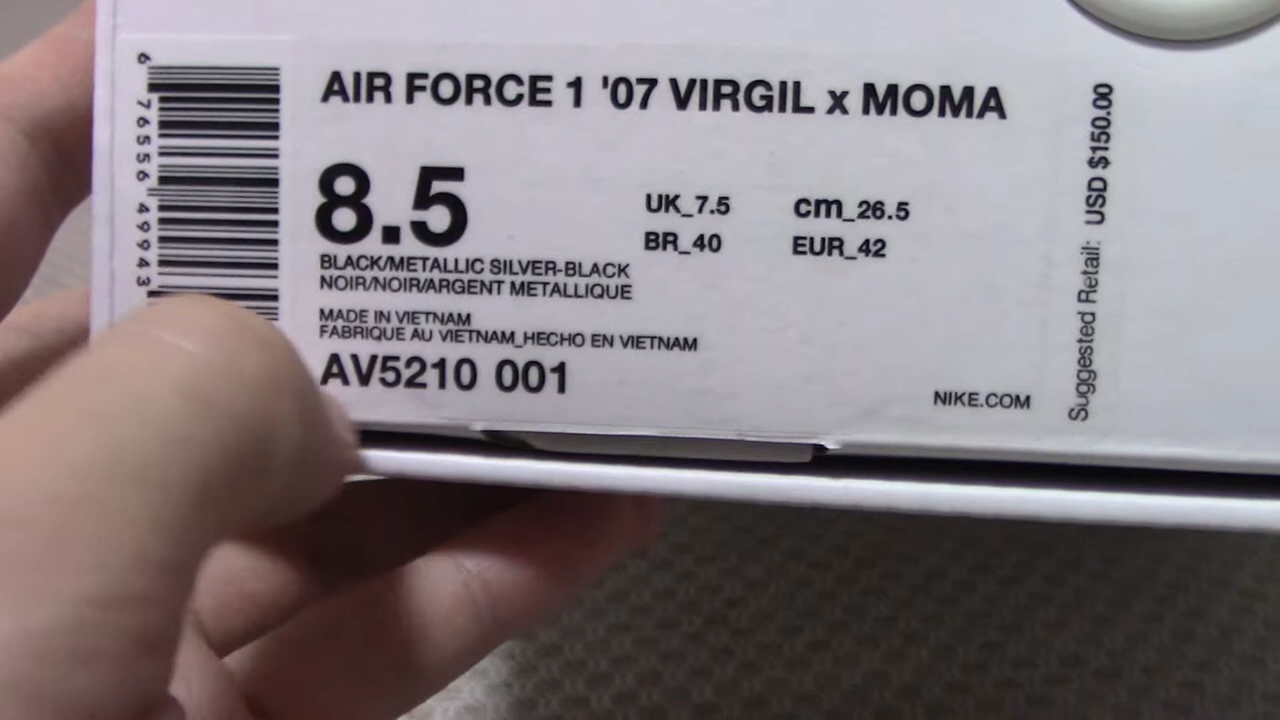 AIR FORCE 1 '07 VIRGIL x MOMA
8.5
UK_7.5 cm_26.5
BR_40 EUR_42
BLACK/METALLIC SILVER-BLACK
NOIR/NOIR/ARGENT METALLIQUE
MADE IN VIETNAM
FABRIQUE AU VIETNAM_HECHO EN VIETNAM
AV5210 001
NIKE.COM
Suggested Retail: USD $150.00
6 76556 49943